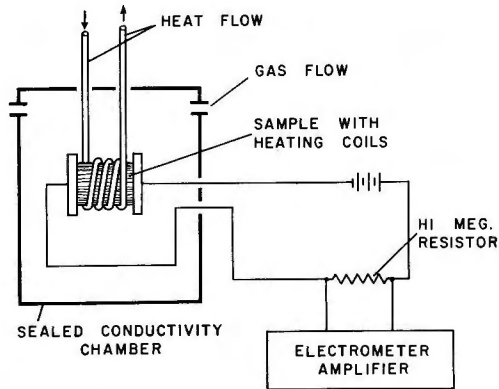 HEAT FLOW
GAS FLOW
SAMPLE WITH
HEATING COILS
HI MEG.
RESISTOR
SEALED CONDUCTIVITY
CHAMBER
ELECTROMETER
AMPLIFIER